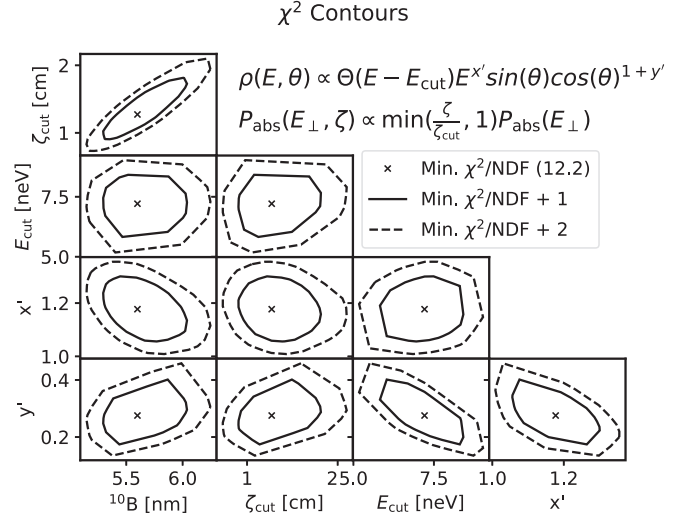 χ² Contours
ρ(E, θ) ∝ Θ(E − E_cut)E^x′ sin(θ)cos(θ)^1+y′
P_abs(E_⊥, ζ) ∝ min(ζ/ζ_cut, 1)P_abs(E_⊥)
Min. χ²/NDF (12.2)
Min. χ²/NDF + 1
Min. χ²/NDF + 2
ζ_cut [cm]
2
1
E_cut [neV]
7.5
5.0
x'
1.2
1.0
y'
0.4
0.2
5.5 6.0 1 25.0 7.5 1.0 1.2
¹⁰B [nm] ζ_cut [cm] E_cut [neV] x'